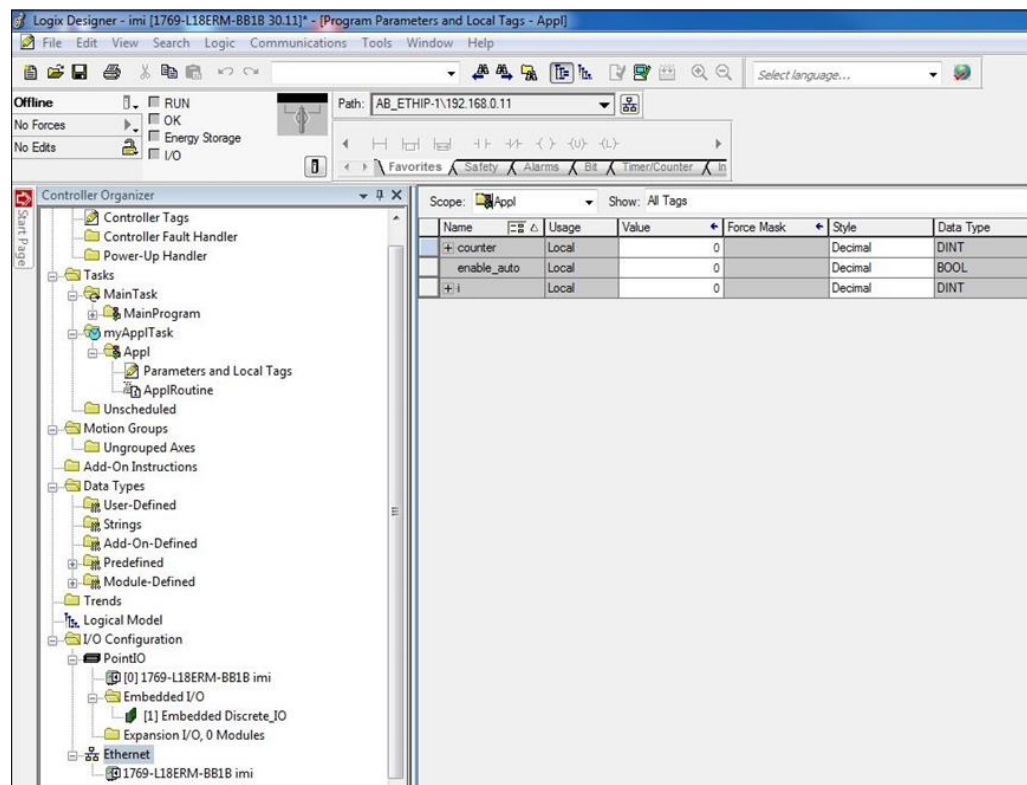 Logix Designer - imi [1769-L18ERM-BB1B 30.11]* - [Program Parameters and Local Tags - Appl]
File Edit View Search Logic Communications Tools Window Help
Select language...
Offline
RUN
No Forces
OK
No Edits
Energy Storage
I/O
Path: AB_ETHIP-1\192.168.0.11
Favorites Safety Alarms Bit Timer/Counter In
Start Page
Controller Organizer
Controller Tags
Controller Fault Handler
Power-Up Handler
Tasks
MainTask
MainProgram
myApplTask
Appl
Parameters and Local Tags
ApplRoutine
Unscheduled
Motion Groups
Ungrouped Axes
Add-On Instructions
Data Types
User-Defined
Strings
Add-On-Defined
Predefined
Module-Defined
Trends
Logical Model
I/O Configuration
PointIO
[0] 1769-L18ERM-BB1B imi
Embedded I/O
[1] Embedded Discrete_IO
Expansion I/O, 0 Modules
Ethernet
1769-L18ERM-BB1B imi
Scope: Appl Show: All Tags
Name Usage Value Force Mask Style Data Type
counter Local 0 Decimal DINT
enable_auto Local 0 Decimal BOOL
i Local 0 Decimal DINT